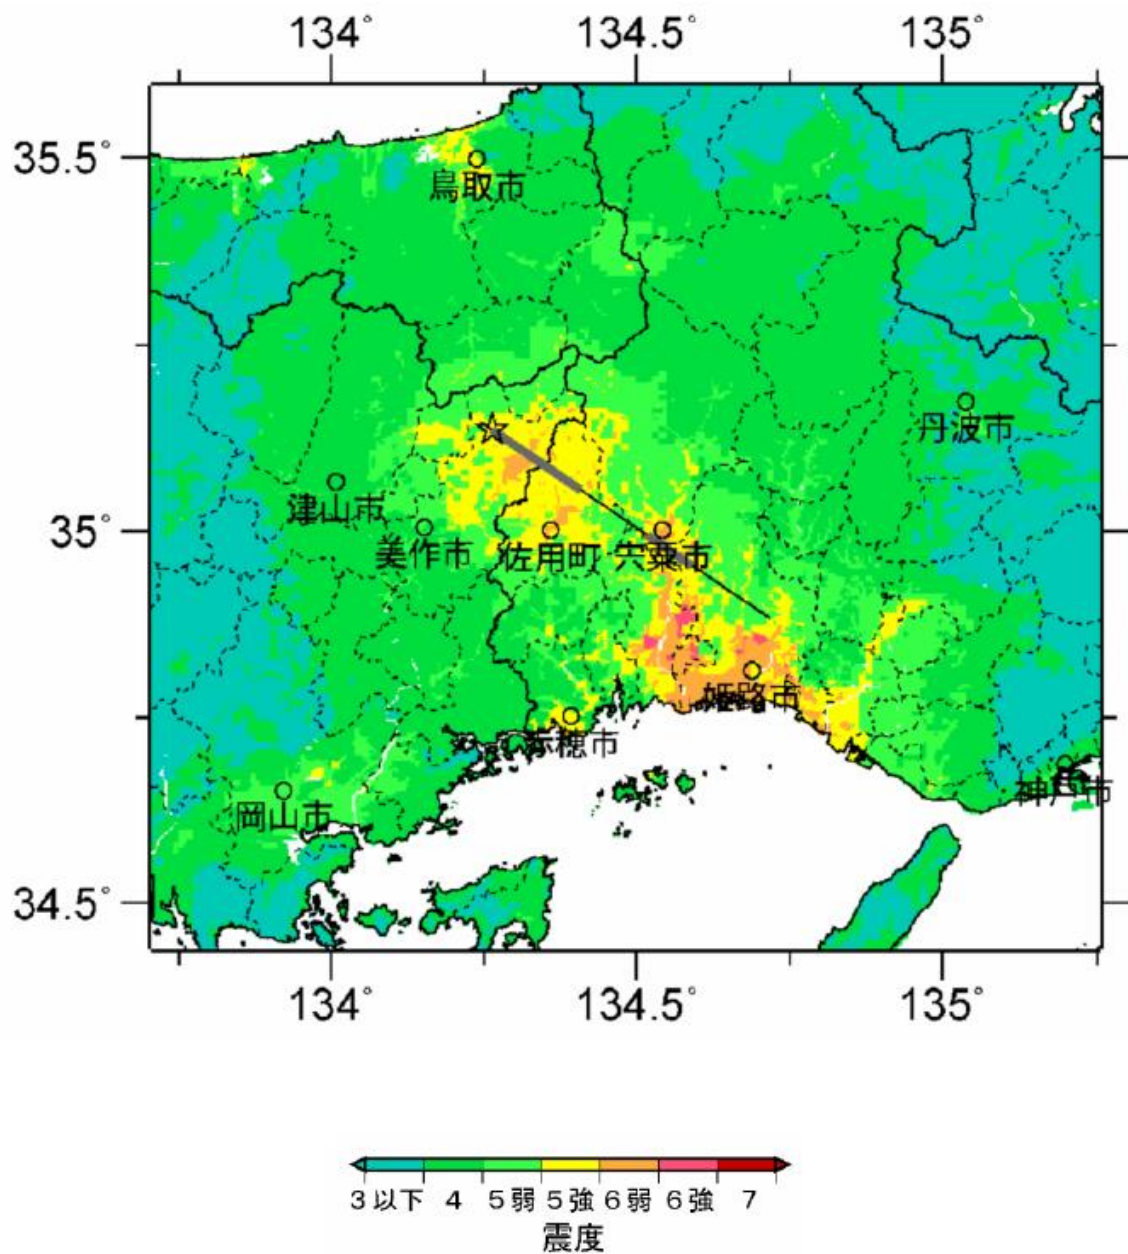 134° 134.5° 135°
35.5°
鳥取市
丹波市
津山市
35°
美作市 佐用町 宍粟市
姫路市
赤穂市
神戸市
岡山市
34.5°
134° 134.5° 135°
3以下 4 5弱 5強 6弱 6強 7
震度